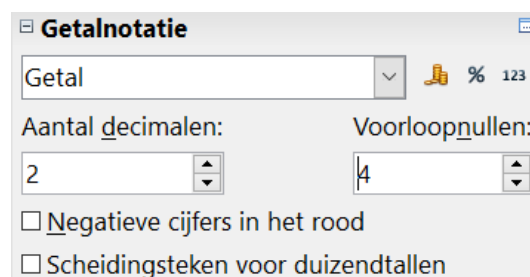 Getalnotatie
Getal % 123
Aantal decimalen: Voorloopnullen:
2 4
Negatieve cijfers in het rood
Scheidingsteken voor duizendtallen